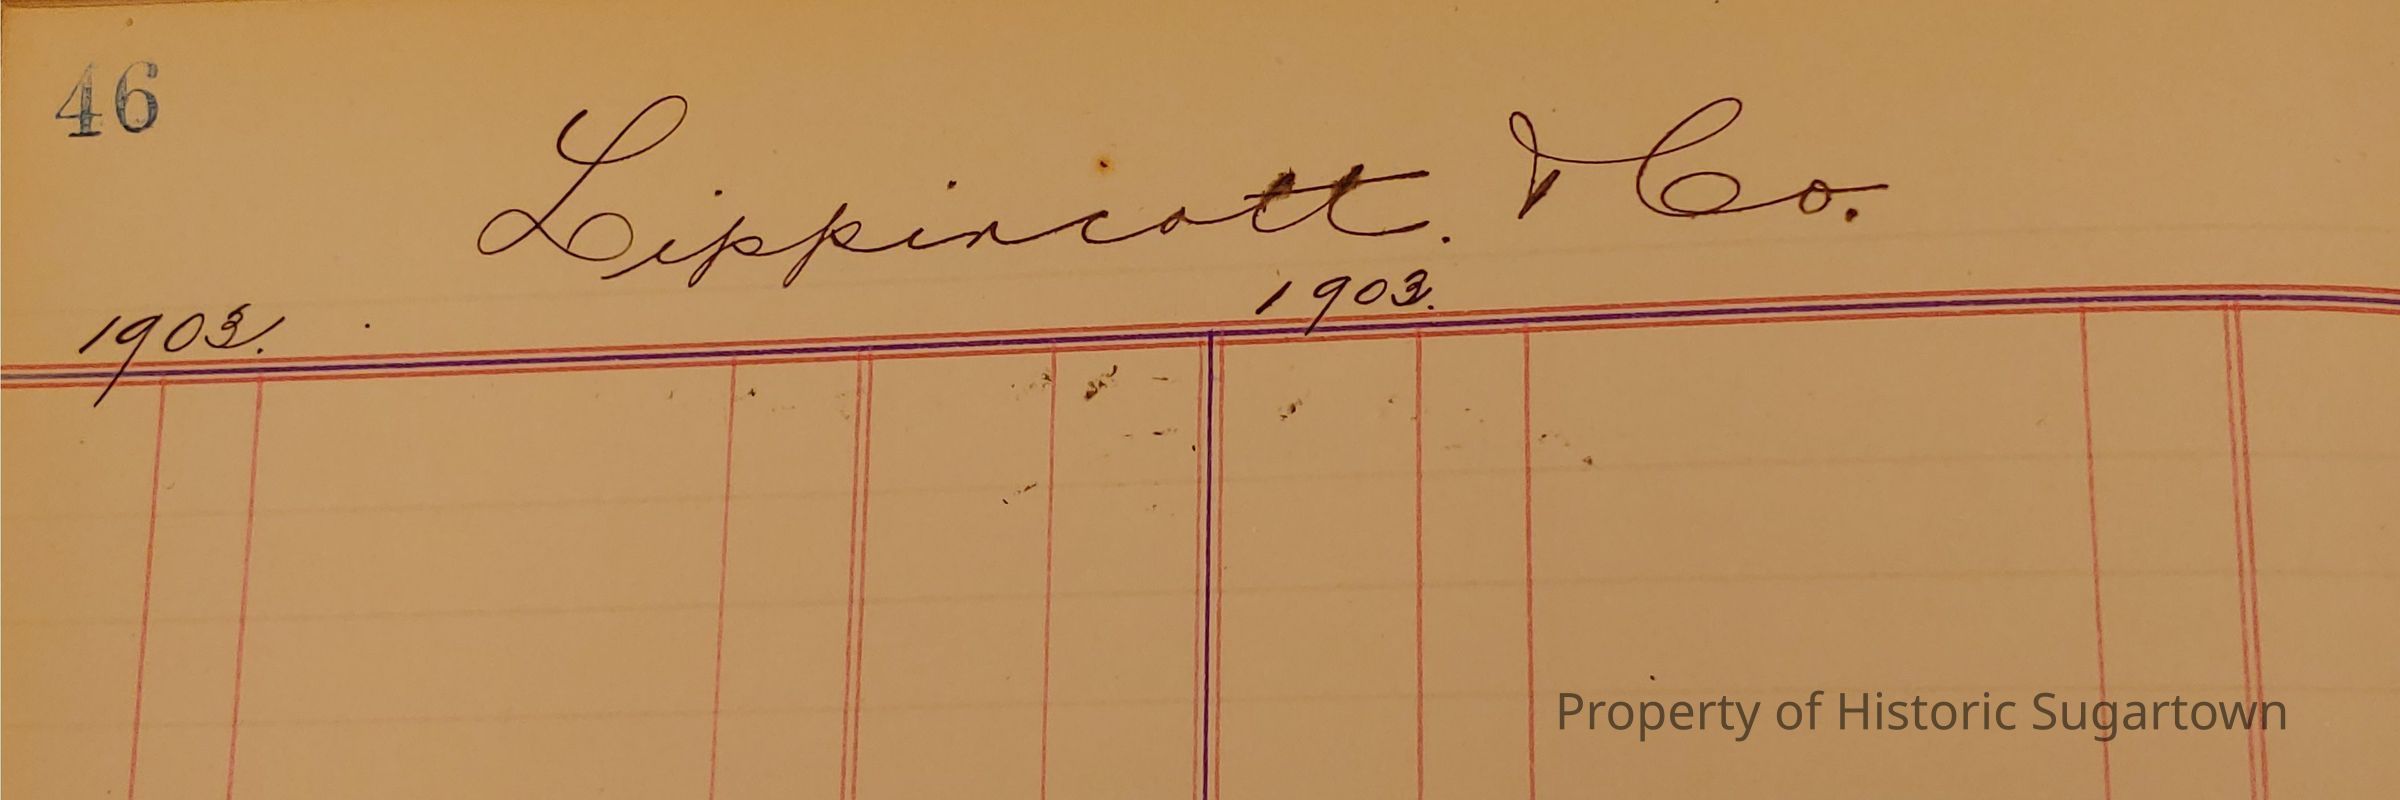 46
Lippincott. & Co.
1903.
1903.
Property of Historic Sugartown